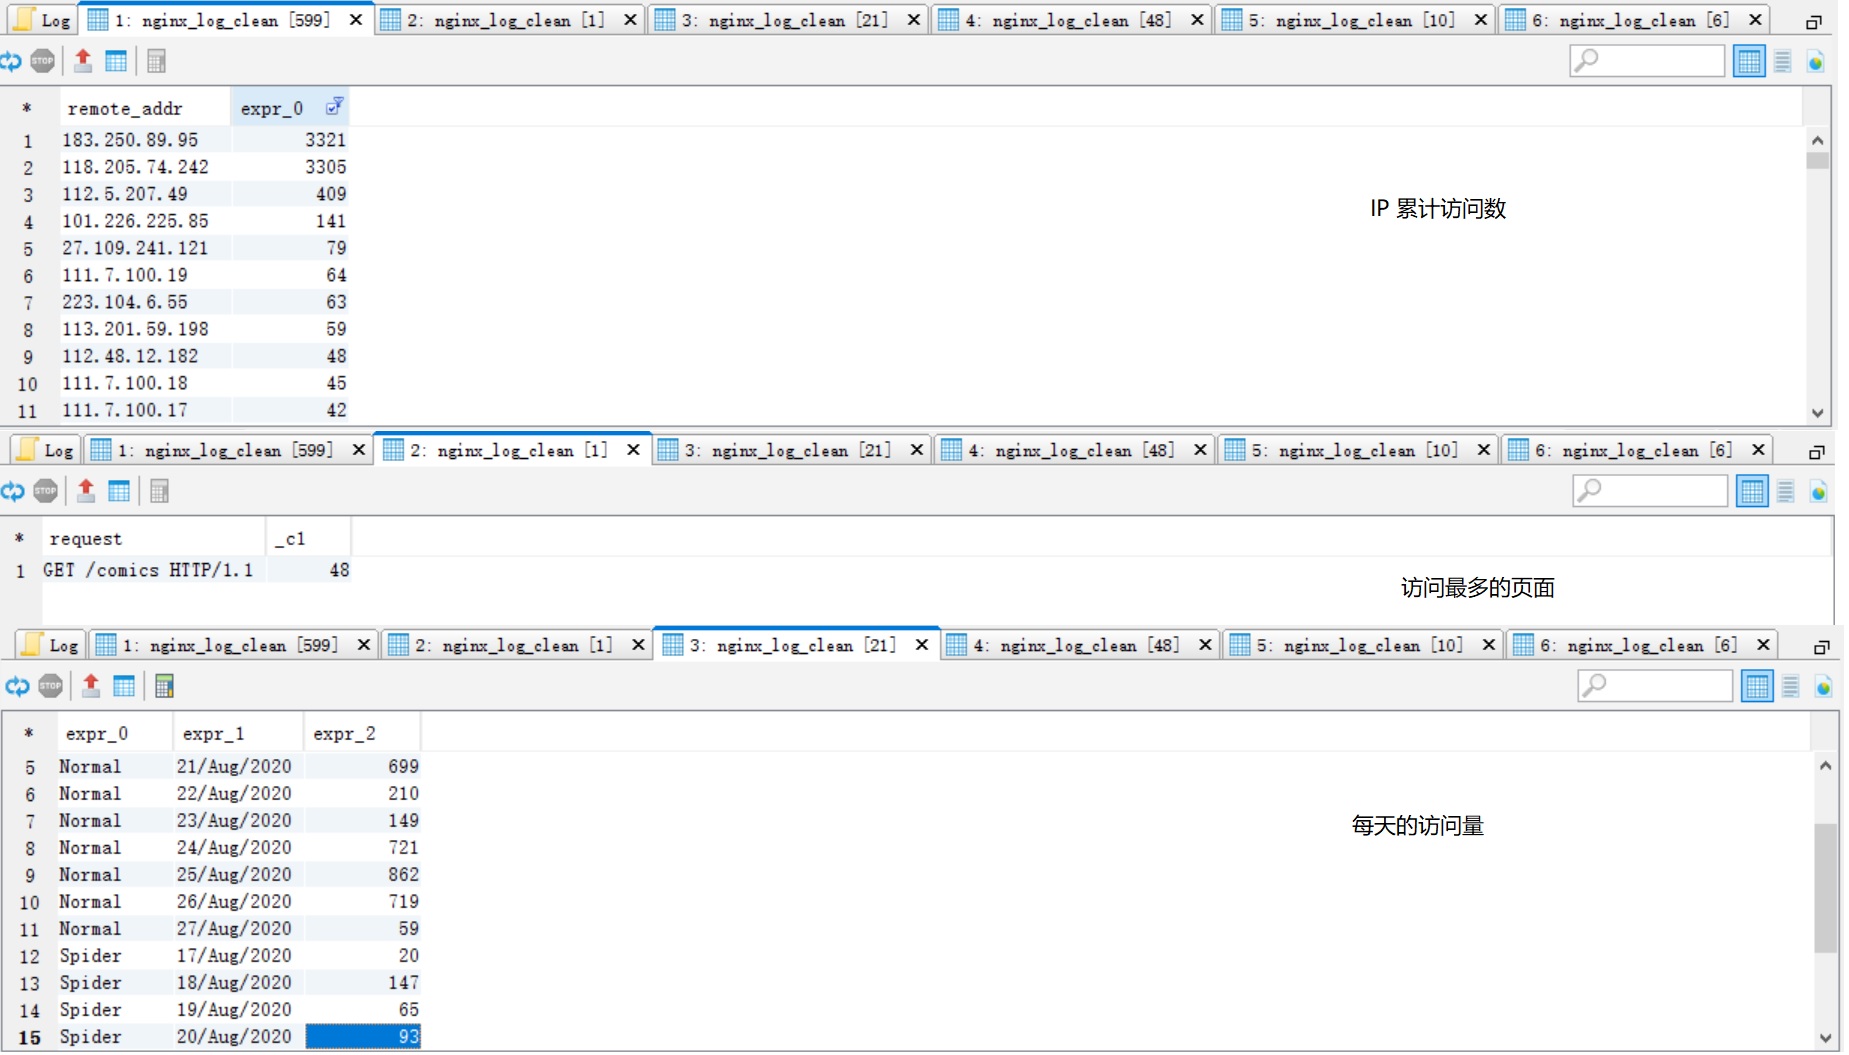 Log 1: nginx_log_clean [599] 2: nginx_log_clean [1] 3: nginx_log_clean [21] 4: nginx_log_clean [48] 5: nginx_log_clean [10] 6: nginx_log_clean [6]
STOP
* remote_addr expr_0
1 183.250.89.95 3321
2 118.205.74.242 3305
3 112.5.207.49 409
4 101.226.225.85 141
5 27.109.241.121 79
6 111.7.100.19 64
7 223.104.6.55 63
8 113.201.59.198 59
9 112.48.12.182 48
10 111.7.100.18 45
11 111.7.100.17 42
IP 累计访问数
Log 1: nginx_log_clean [599] 2: nginx_log_clean [1] 3: nginx_log_clean [21] 4: nginx_log_clean [48] 5: nginx_log_clean [10] 6: nginx_log_clean [6]
STOP
* request _c1
1 GET /comics HTTP/1.1 48
访问最多的页面
Log 1: nginx_log_clean [599] 2: nginx_log_clean [1] 3: nginx_log_clean [21] 4: nginx_log_clean [48] 5: nginx_log_clean [10] 6: nginx_log_clean [6]
STOP
* expr_0 expr_1 expr_2
5 Normal 21/Aug/2020 699
6 Normal 22/Aug/2020 210
7 Normal 23/Aug/2020 149
8 Normal 24/Aug/2020 721
9 Normal 25/Aug/2020 862
10 Normal 26/Aug/2020 719
11 Normal 27/Aug/2020 59
12 Spider 17/Aug/2020 20
13 Spider 18/Aug/2020 147
14 Spider 19/Aug/2020 65
15 Spider 20/Aug/2020 93
每天的访问量